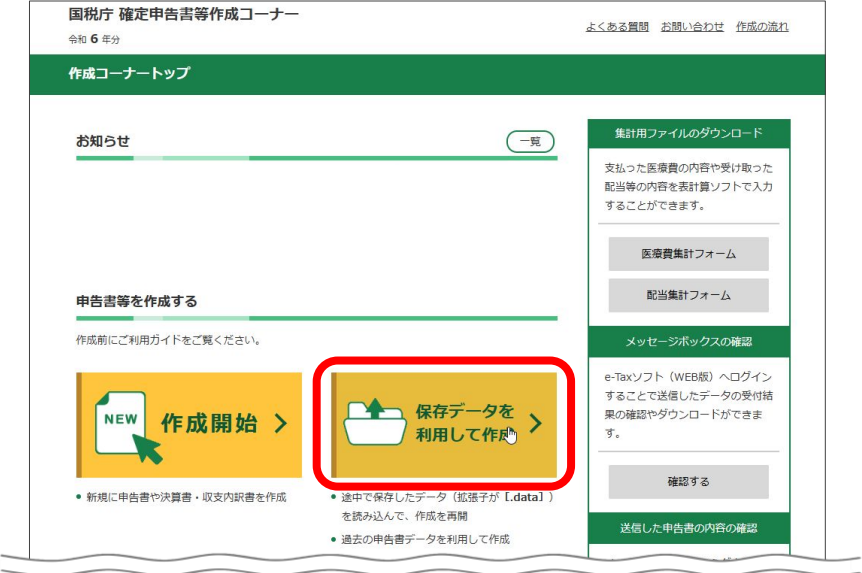 国税庁 確定申告書等作成コーナー
令和 6 年分
よくある質問 お問い合わせ 作成の流れ
作成コーナートップ
お知らせ
一覧
申告書等を作成する
作成前にご利用ガイドをご覧ください。
NEW
作成開始
• 新規に申告書や決算書・収支内訳書を作成
保存データを
利用して作成
• 途中で保存したデータ（拡張子が［.data］）
を読み込んで、作成を再開
• 過去の申告書データを利用して作成
集計用ファイルのダウンロード
支払った医療費の内容や受け取った
配当等の内容を表計算ソフトで入力
することができます。
医療費集計フォーム
配当集計フォーム
メッセージボックスの確認
e-Taxソフト（WEB版）へログイン
することで送信したデータの受付結
果の確認やダウンロードができま
す。
確認する
送信した申告書の内容の確認